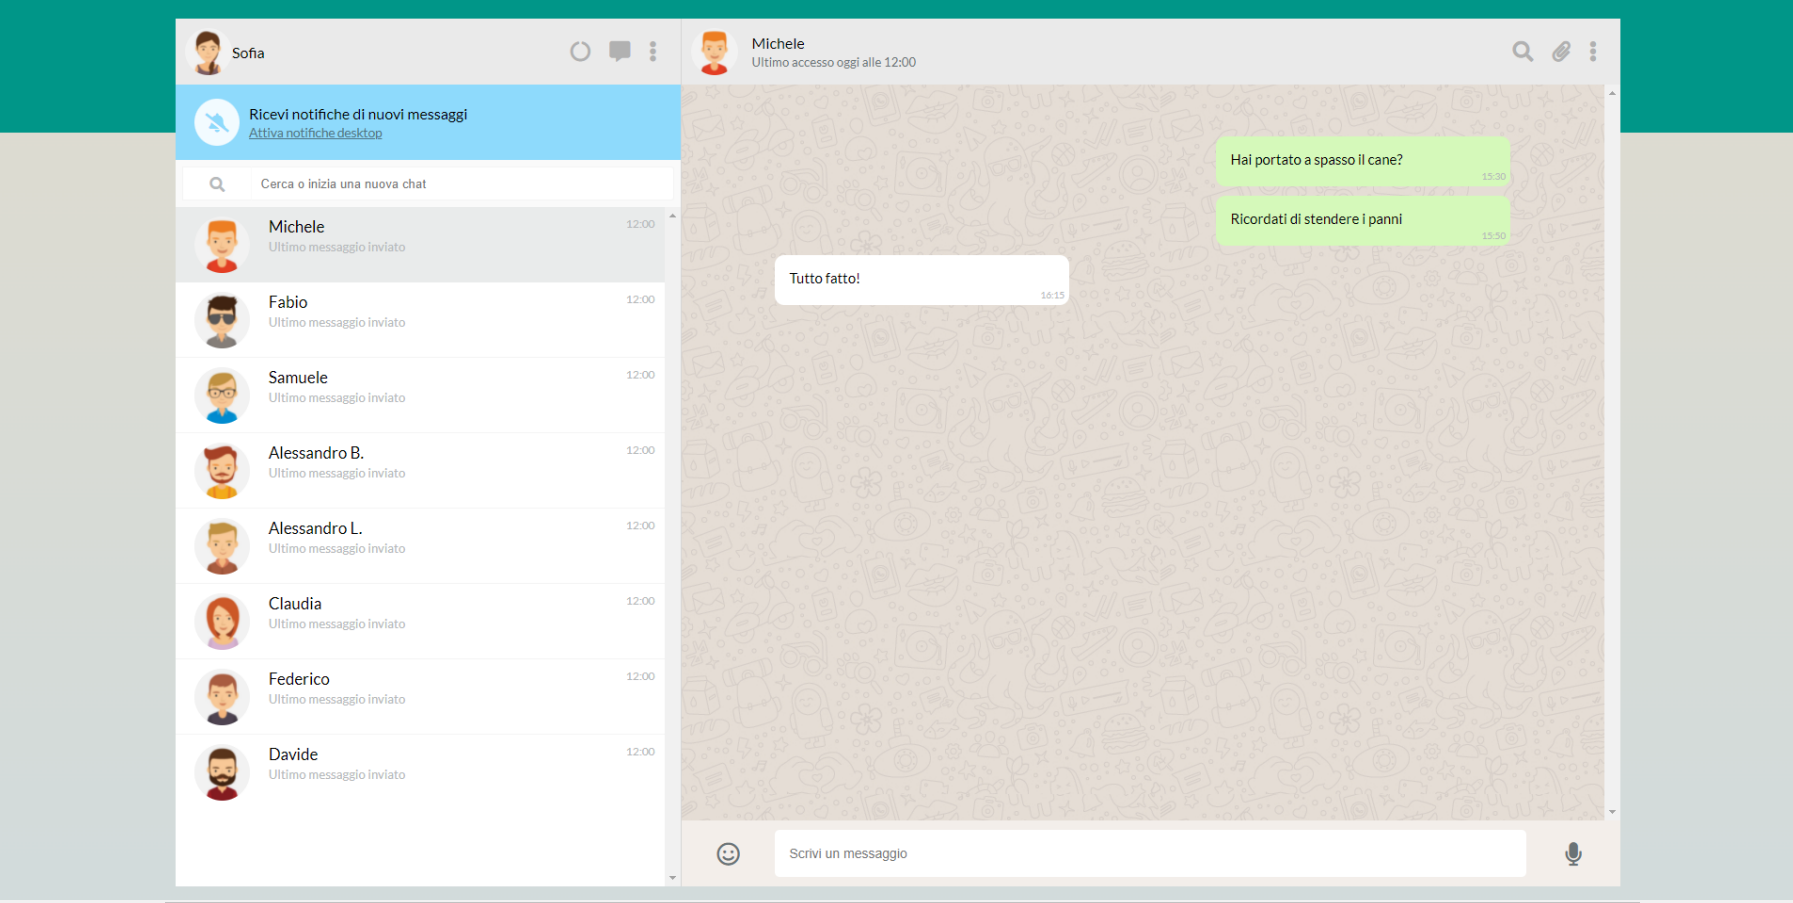 Sofia
Ricevi notifiche di nuovi messaggi
Attiva notifiche desktop
Cerca o inizia una nuova chat
Michele 12:00
Ultimo messaggio inviato
Fabio 12:00
Ultimo messaggio inviato
Samuele 12:00
Ultimo messaggio inviato
Alessandro B. 12:00
Ultimo messaggio inviato
Alessandro L. 12:00
Ultimo messaggio inviato
Claudia 12:00
Ultimo messaggio inviato
Federico 12:00
Ultimo messaggio inviato
Davide 12:00
Ultimo messaggio inviato
Michele
Ultimo accesso oggi alle 12:00
Hai portato a spasso il cane?
15:30
Ricordati di stendere i panni
15:50
Tutto fatto!
16:15
Scrivi un messaggio